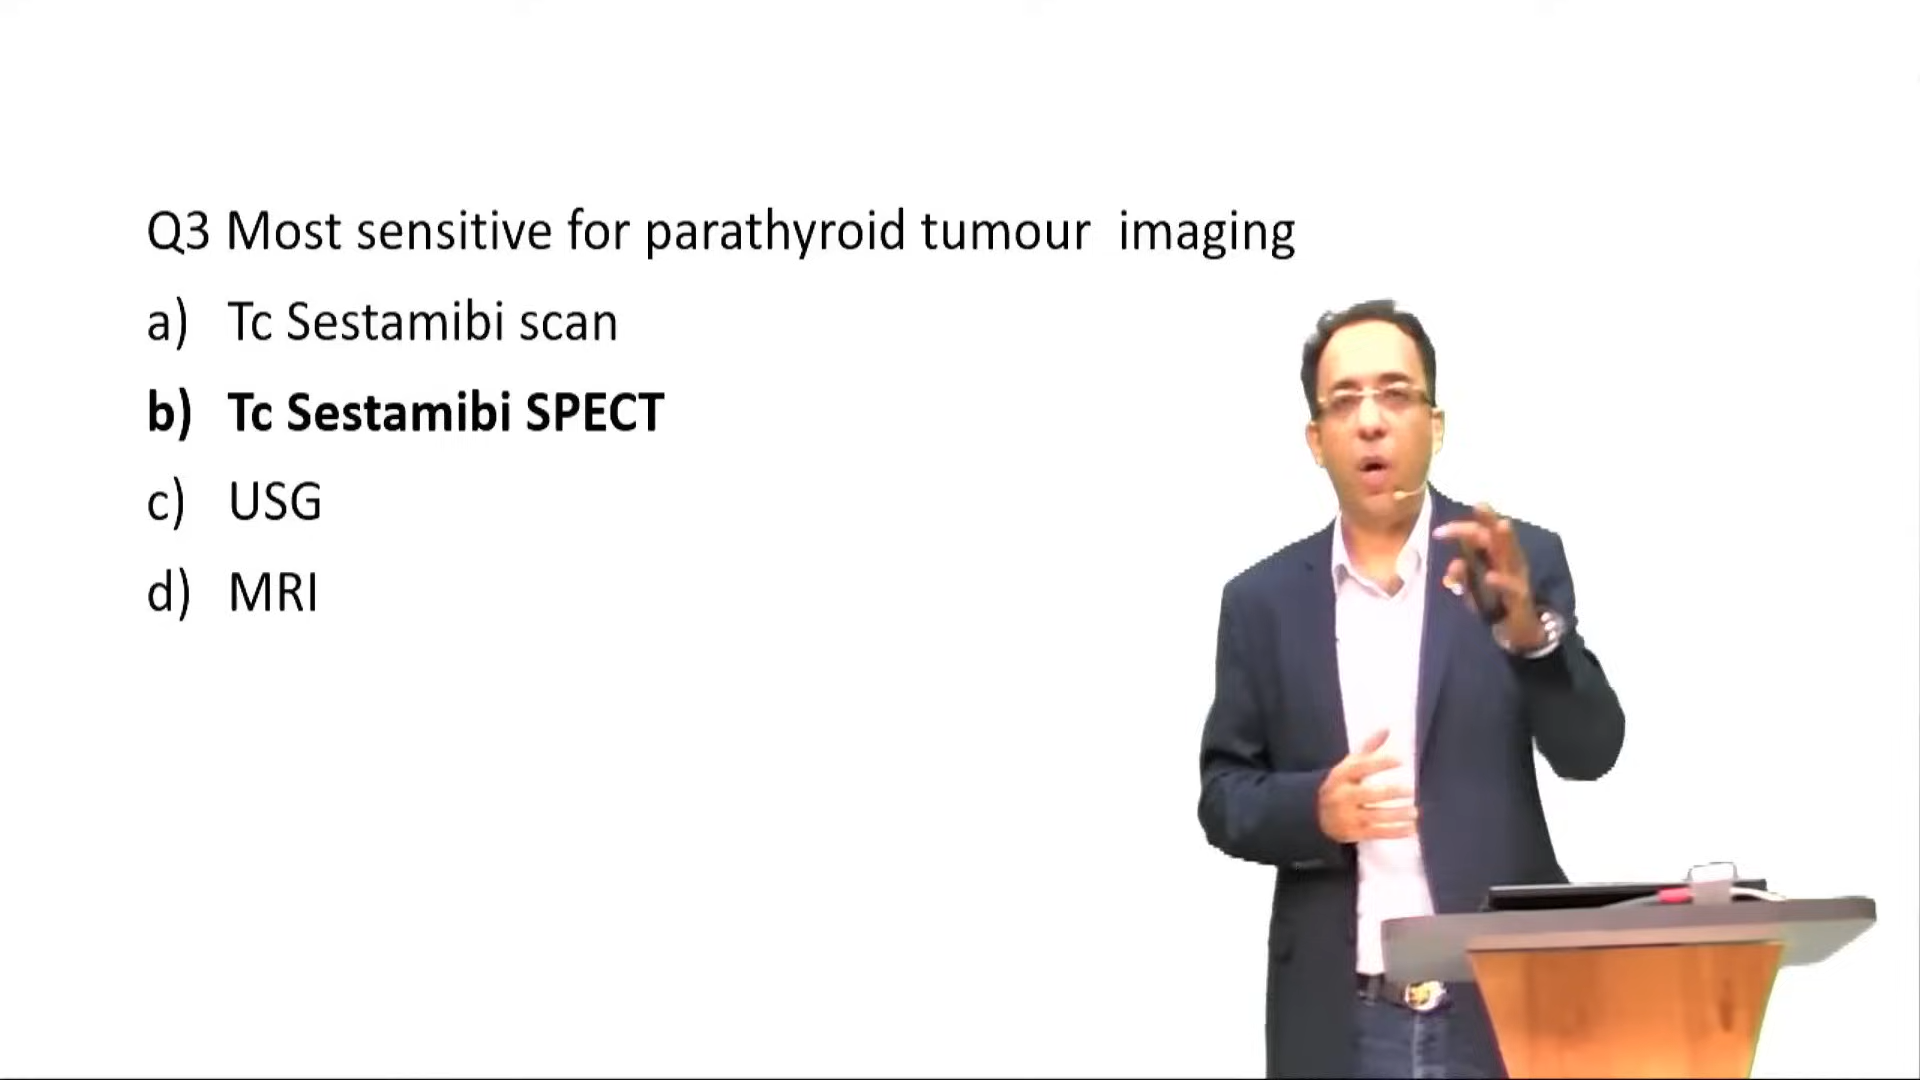 Q3 Most sensitive for parathyroid tumour imaging
a) Tc Sestamibi scan
b) Tc Sestamibi SPECT
c) USG
d) MRI